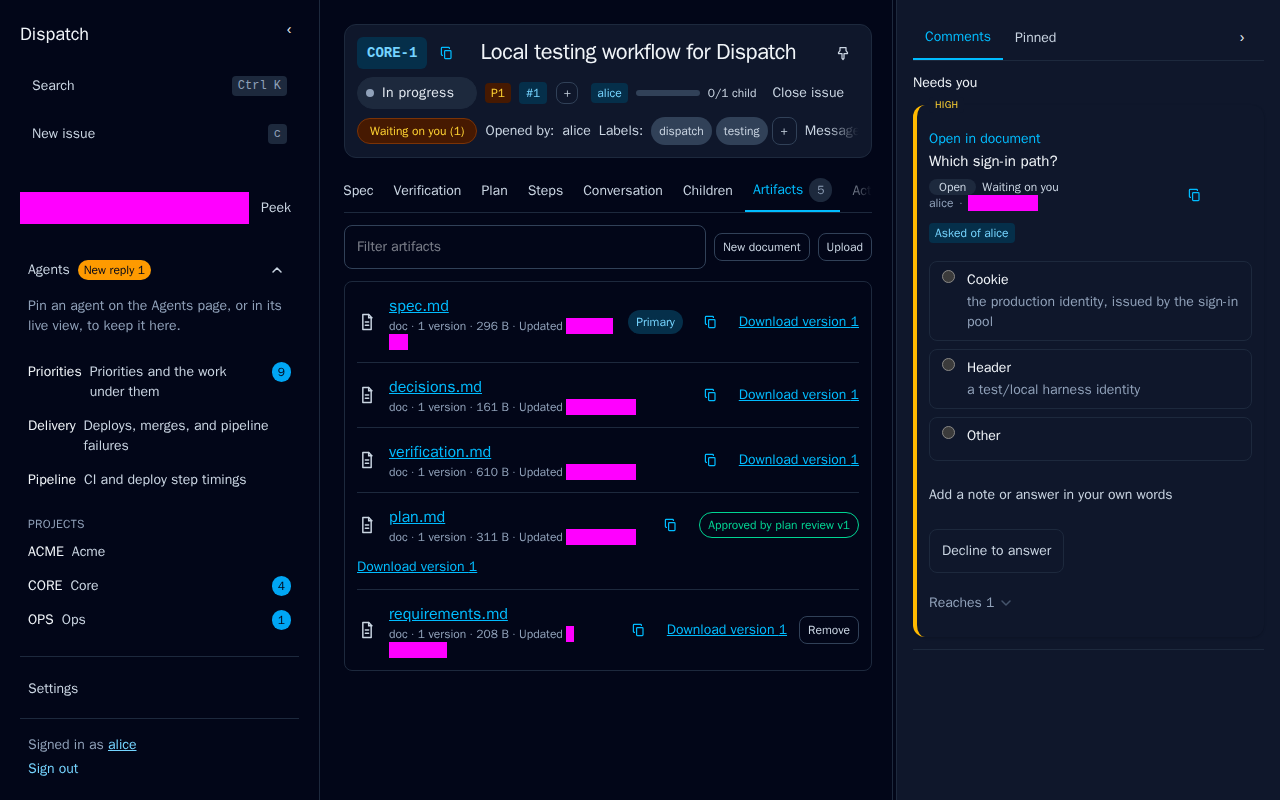 Dispatch
Search
Ctrl K
New issue
C
Peek
Agents
New reply 1
Pin an agent on the Agents page, or in its
live view, to keep it here.
Priorities
Priorities and the work
under them
9
Delivery
Deploys, merges, and pipeline
failures
Pipeline
CI and deploy step timings
PROJECTS
ACME Acme
CORE Core
4
OPS Ops
1
Settings
Signed in as alice
Sign out
CORE-1
Local testing workflow for Dispatch
In progress
P1
#1
+
alice
0/1 child
Close issue
Waiting on you (1)
Opened by: alice
Labels:
dispatch
testing
+
Message
Spec
Verification
Plan
Steps
Conversation
Children
Artifacts
5
Act
Filter artifacts
New document
Upload
spec.md
doc · 1 version · 296 B · Updated
Primary
Download version 1
decisions.md
doc · 1 version · 161 B · Updated
Download version 1
verification.md
doc · 1 version · 610 B · Updated
Download version 1
plan.md
doc · 1 version · 311 B · Updated
Approved by plan review v1
Download version 1
requirements.md
doc · 1 version · 208 B · Updated
Download version 1
Remove
Comments
Pinned
Needs you
HIGH
Open in document
Which sign-in path?
Open
Waiting on you
alice ·
Asked of alice
Cookie
the production identity, issued by the sign-in
pool
Header
a test/local harness identity
Other
Add a note or answer in your own words
Decline to answer
Reaches 1